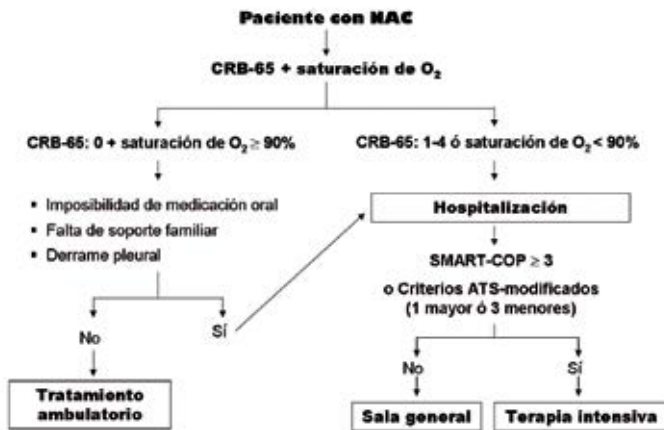 Paciente con NAC
CRB-65 + saturación de O₂
CRB-65: 0 + saturación de O₂ ≥ 90%
CRB-65: 1-4 ó saturación de O₂ < 90%
▪ Imposibilidad de medicación oral
▪ Falta de soporte familiar
▪ Derrame pleural
Hospitalización
SMART-COP ≥ 3
o Criterios ATS-modificados
(1 mayor ó 3 menores)
No
Sí
No
Sí
Tratamiento
ambulatorio
Sala general
Terapia intensiva